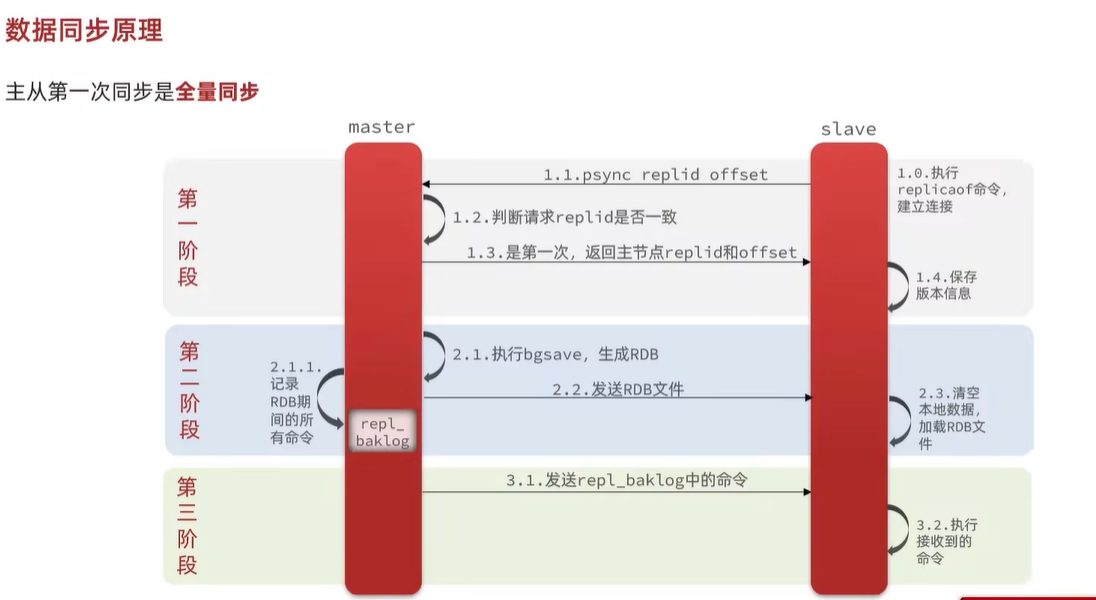 数据同步原理
主从第一次同步是全量同步
master
slave
第
一
阶
段
1.1.psync replid offset
1.0.执行
replicaof命令,
建立连接
1.2.判断请求replid是否一致
1.3.是第一次，返回主节点replid和offset
1.4.保存
版本信息
第
二
阶
段
2.1.执行bgsave，生成RDB
2.1.1.
记录
RDB期
间的所
有命令
repl_
baklog
2.2.发送RDB文件
2.3.清空
本地数据，
加载RDB文
件
第
三
阶
段
3.1.发送repl_baklog中的命令
3.2.执行
接收到的
命令